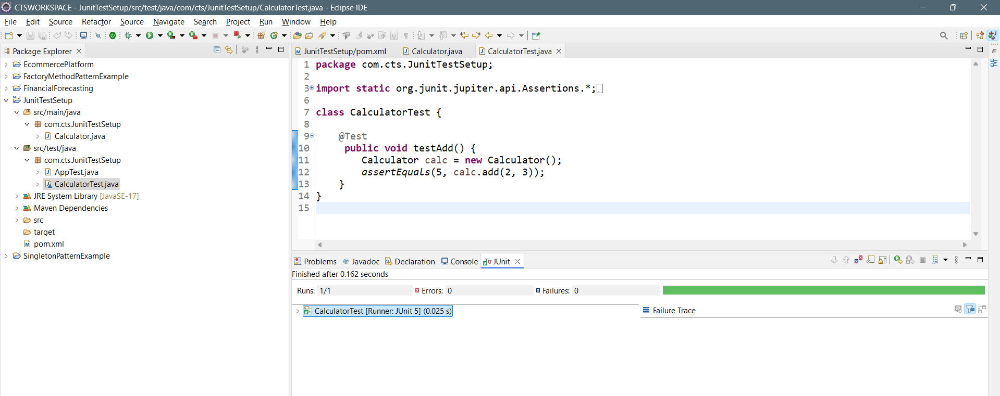 CTSWORKSPACE - JunitTestSetup/src/test/java/com/cts/JunitTestSetup/CalculatorTest.java - Eclipse IDE
File Edit Source Refactor Source Navigate Search Project Run Window Help
Package Explorer
EcommercePlatform
FactoryMethodPatternExample
FinancialForecasting
JunitTestSetup
src/main/java
com.cts.JunitTestSetup
Calculator.java
src/test/java
com.cts.JunitTestSetup
AppTest.java
CalculatorTest.java
JRE System Library [JavaSE-17]
Maven Dependencies
src
target
pom.xml
SingletonPatternExample
JunitTestSetup/pom.xml Calculator.java CalculatorTest.java
1 package com.cts.JunitTestSetup;
2
3 import static org.junit.jupiter.api.Assertions.*;
6
7 class CalculatorTest {
8
9 @Test
10 public void testAdd() {
11 Calculator calc = new Calculator();
12 assertEquals(5, calc.add(2, 3));
13 }
14 }
15
Problems @ Javadoc Declaration Console JUnit
Finished after 0.162 seconds
Runs: 1/1 Errors: 0 Failures: 0
CalculatorTest [Runner: JUnit 5] (0.025 s)
Failure Trace